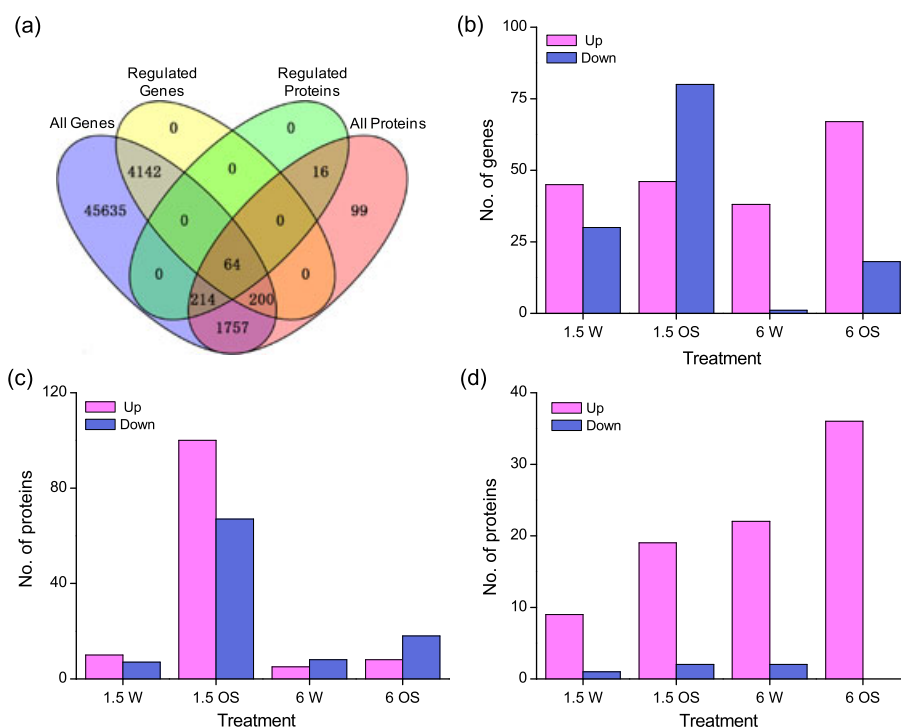 (a)
Regulated
Genes
Regulated
Proteins
All Genes
All Proteins
0
0
4142
0
16
45635
0
0
99
0
64
0
214
200
1757
(b)
Up
Down
100
75
50
25
0
No. of genes
1.5 W
1.5 OS
6 W
6 OS
Treatment
(c)
Up
Down
120
80
40
0
No. of proteins
1.5 W
1.5 OS
6 W
6 OS
Treatment
(d)
Up
Down
40
30
20
10
0
No. of proteins
1.5 W
1.5 OS
6 W
6 OS
Treatment